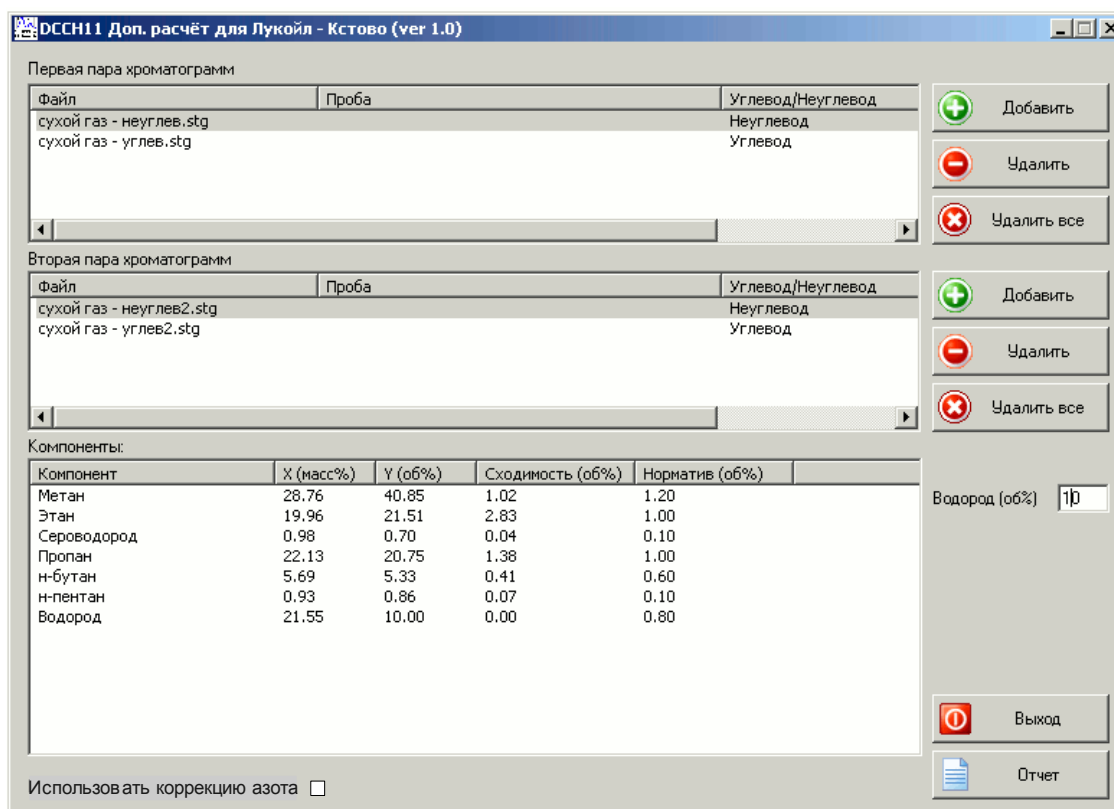 DCCH11 Доп. расчёт для Лукойл - Кстово (ver 1.0)
Первая пара хроматограмм
Файл Проба Углевод/Неуглевод
сухой газ - неуглев.stg Неуглевод
сухой газ - углев.stg Углевод
Добавить
Удалить
Удалить все
Вторая пара хроматограмм
Файл Проба Углевод/Неуглевод
сухой газ - неуглев2.stg Неуглевод
сухой газ - углев2.stg Углевод
Добавить
Удалить
Удалить все
Компоненты:
Компонент X (масс%) Y (об%) Сходимость (об%) Норматив (об%)
Метан 28.76 40.85 1.02 1.20
Этан 19.96 21.51 2.83 1.00
Сероводород 0.98 0.70 0.04 0.10
Пропан 22.13 20.75 1.38 1.00
н-бутан 5.69 5.33 0.41 0.60
н-пентан 0.93 0.86 0.07 0.10
Водород 21.55 10.00 0.00 0.80
Водород (об%) 10
Выход
Отчет
Использовать коррекцию азота